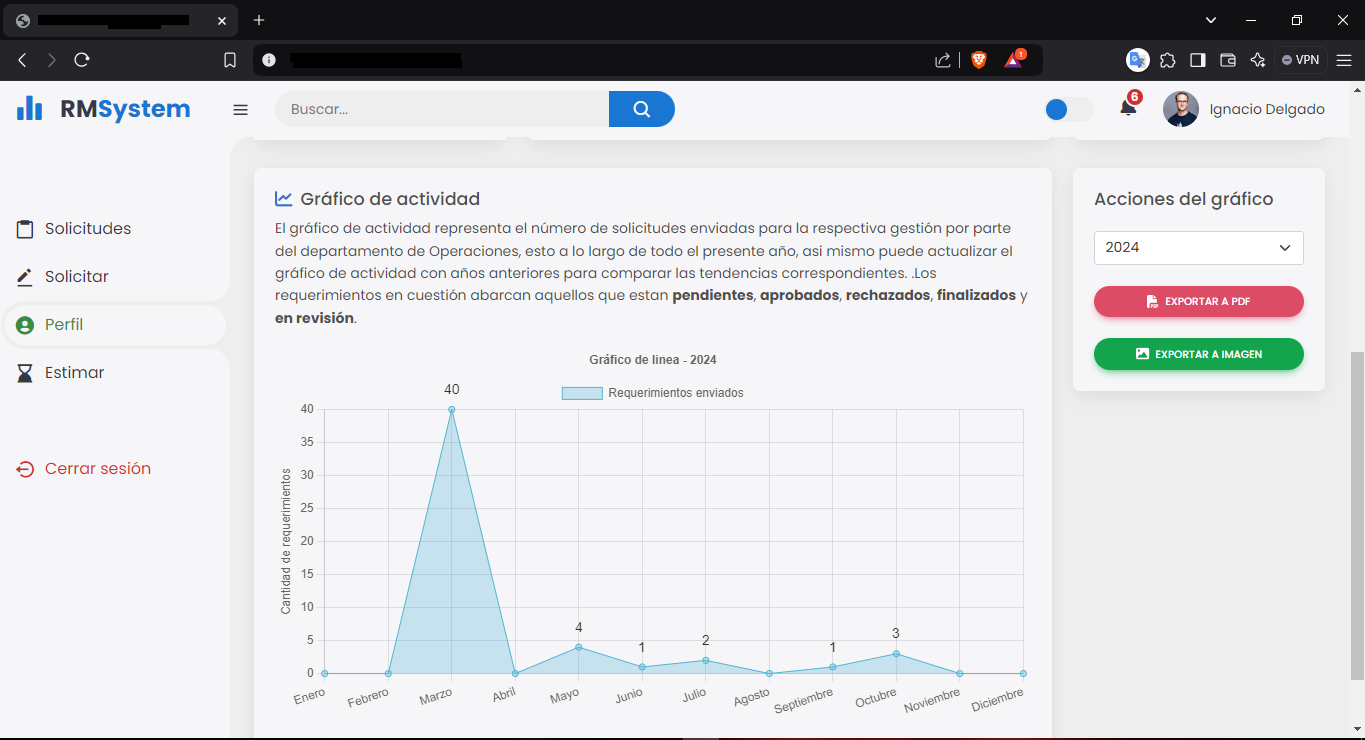 VPN
RMSystem
Buscar...
6
Ignacio Delgado
1
Solicitudes
Solicitar
Perfil
Estimar
Cerrar sesión
Gráfico de actividad
El gráfico de actividad representa el número de solicitudes enviadas para la respectiva gestión por parte
del departamento de Operaciones, esto a lo largo de todo el presente año, asi mismo puede actualizar el
gráfico de actividad con años anteriores para comparar las tendencias correspondientes. .Los
requerimientos en cuestión abarcan aquellos que estan pendientes, aprobados, rechazados, finalizados y
en revisión.
Gráfico de linea - 2024
Requerimientos enviados
Cantidad de requerimientos
40
35
30
25
20
15
10
5
0
40
4
1
2
1
3
Enero
Febrero
Marzo
Abril
Mayo
Junio
Julio
Agosto
Septiembre
Octubre
Noviembre
Diciembre
Acciones del gráfico
2024
EXPORTAR A PDF
EXPORTAR A IMAGEN